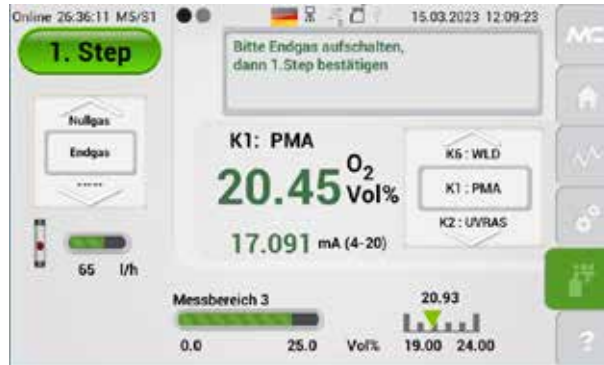 Online 26:36:11 M5/S1
15.03.2023 12:09:23
MC
1. Step
Bitte Endgas aufschalten,
dann 1.Step bestätigen
Nullgas
Endgas
-----
K1: PMA
20.45 O2 Vol%
17.091 mA (4-20)
K6 : WLD
K1 : PMA
K2 : UVRAS
65 l/h
Messbereich 3
20.93
0.0 25.0 Vol% 19.00 24.00
?